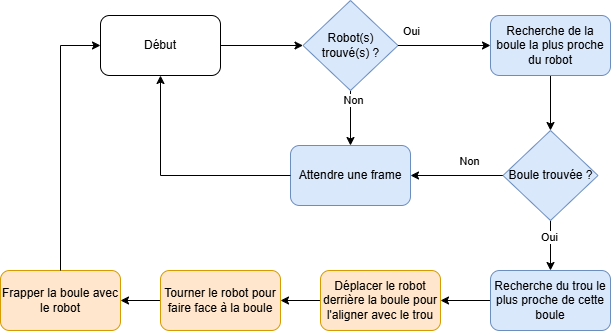 Début
Robot(s)
trouvé(s) ?
Oui
Recherche de la
boule la plus proche
du robot
Non
Attendre une frame
Non
Boule trouvée ?
Oui
Frapper la boule avec
le robot
Tourner le robot pour
faire face à la boule
Déplacer le robot
derrière la boule pour
l'aligner avec le trou
Recherche du trou le
plus proche de cette
boule